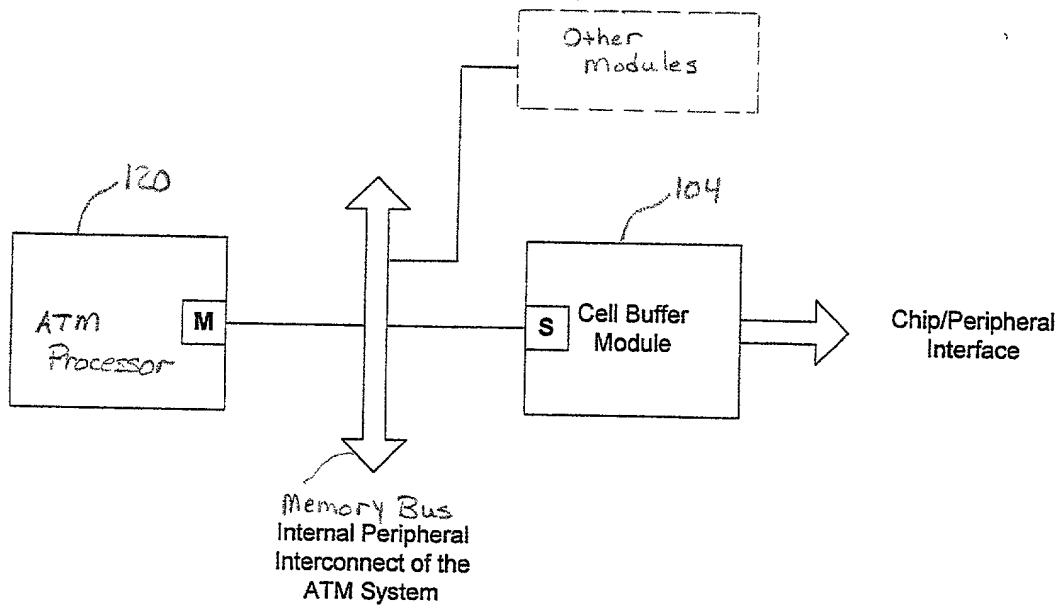 Other
Modules
120
104
ATM
Processor
M
S
Cell Buffer
Module
Chip/Peripheral
Interface
Memory Bus
Internal Peripheral
Interconnect of the
ATM System